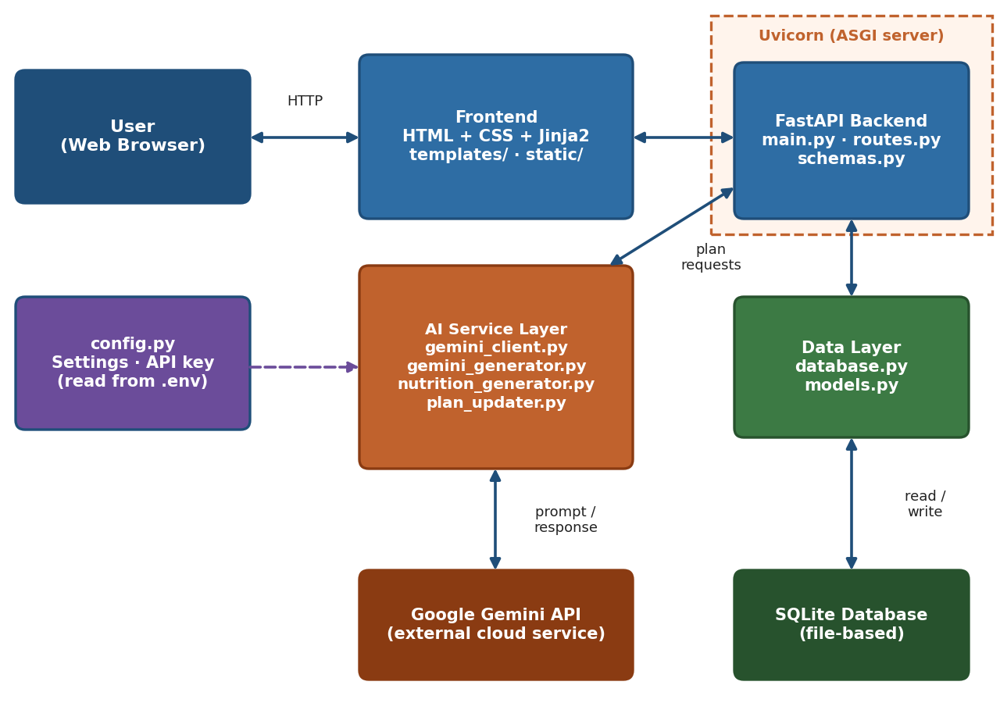 Uvicorn (ASGI server)
User
(Web Browser)
HTTP
Frontend
HTML + CSS + Jinja2
templates/ · static/
FastAPI Backend
main.py · routes.py
schemas.py
plan
requests
config.py
Settings · API key
(read from .env)
AI Service Layer
gemini_client.py
gemini_generator.py
nutrition_generator.py
plan_updater.py
Data Layer
database.py
models.py
prompt /
response
read /
write
Google Gemini API
(external cloud service)
SQLite Database
(file-based)